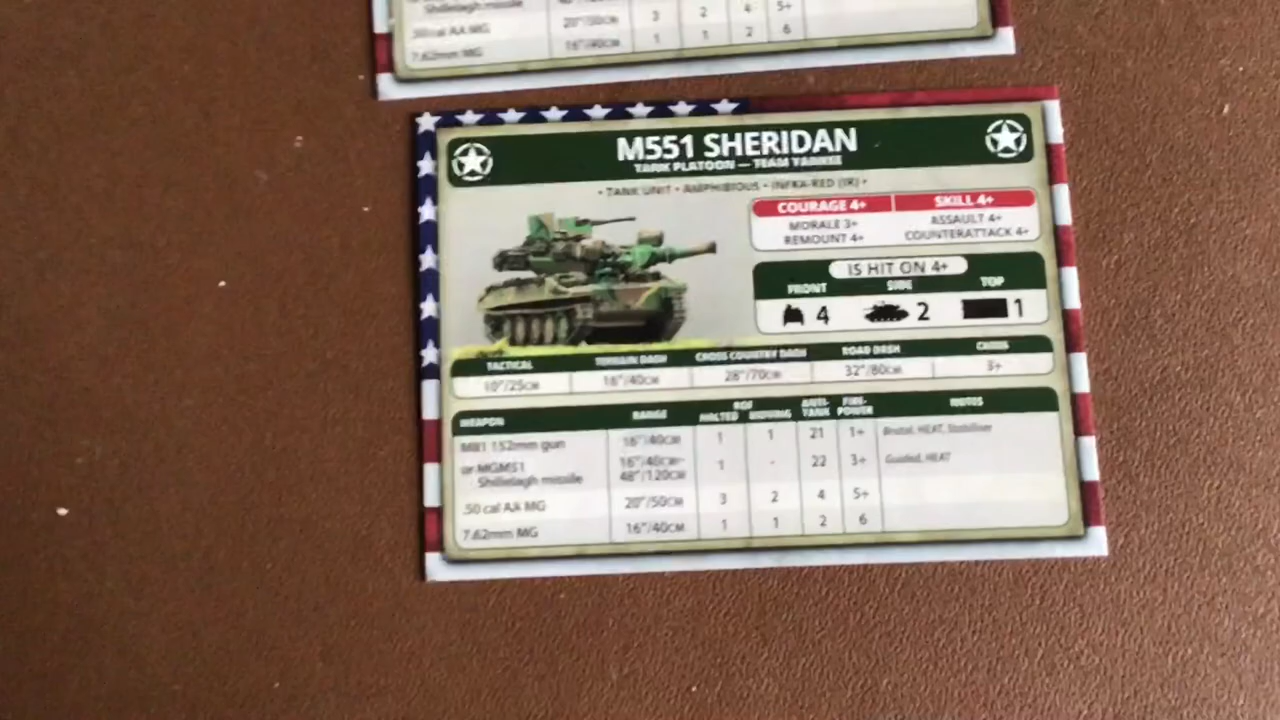 Shillelagh missile
.50cal AA MG 20"/50CM 3 2 4 5+
7.62mm MG 16"/40CM 1 1 2 6
M551 SHERIDAN
TANK PLATOON — TEAM YANKEE
• TANK UNIT • AMPHIBIOUS • INFRA-RED (IR) •
COURAGE 4+ SKILL 4+
MORALE 3+ ASSAULT 4+
REMOUNT 4+ COUNTERATTACK 4+
IS HIT ON 4+
FRONT SIDE TOP
4 2 1
TACTICAL TERRAIN DASH CROSS COUNTRY DASH ROAD DASH CROSS
10"/25CM 16"/40CM 28"/70CM 32"/80CM 3+
WEAPON RANGE ROF HALTED MOVING ANTI-TANK FIRE-POWER NOTES
M81 152mm gun 16"/40CM 1 1 21 1+ Brutal, HEAT, Stabiliser
or MGM51 16"/40CM– 1 - 22 3+ Guided, HEAT
Shillelagh missile 48"/120CM
.50 cal AA MG 20"/50CM 3 2 4 5+
7.62mm MG 16"/40CM 1 1 2 6